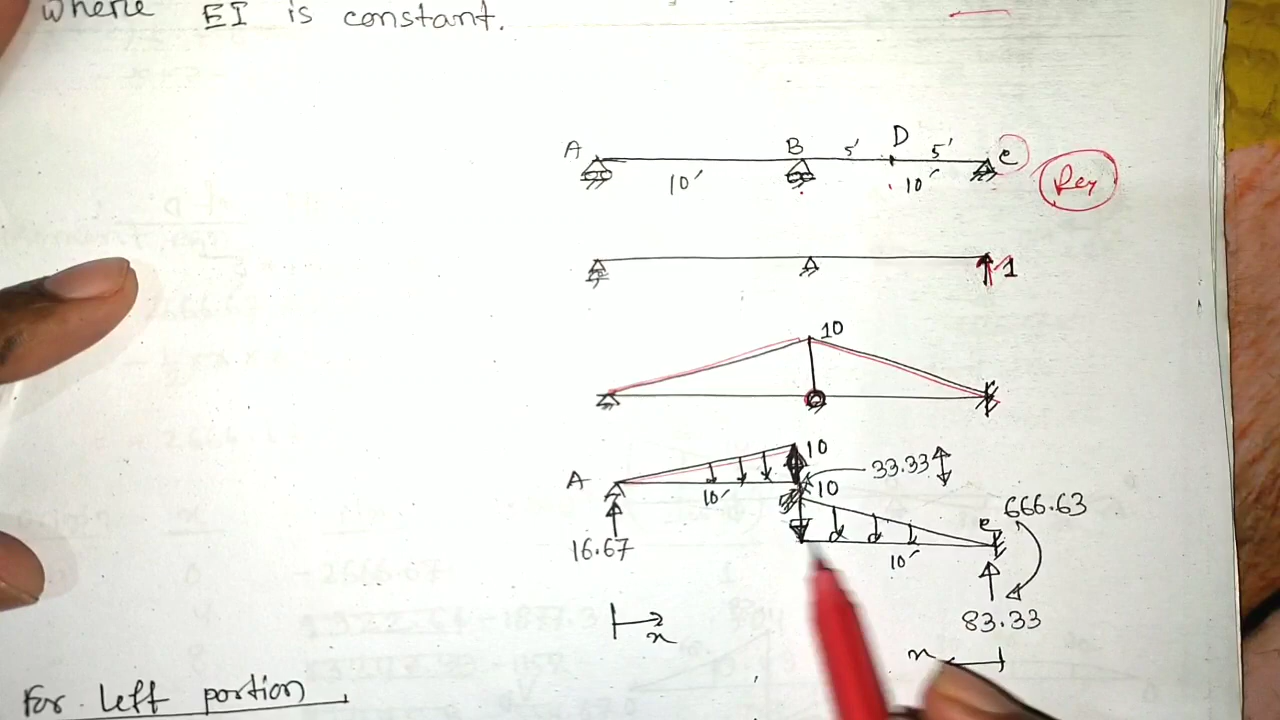 where EI is constant.
A B 5' D 5' C
10' 10' Rey
1
10
A 10 33.33
10' 10 666.63
C
16.67 10'
83.33
x x
For left portion